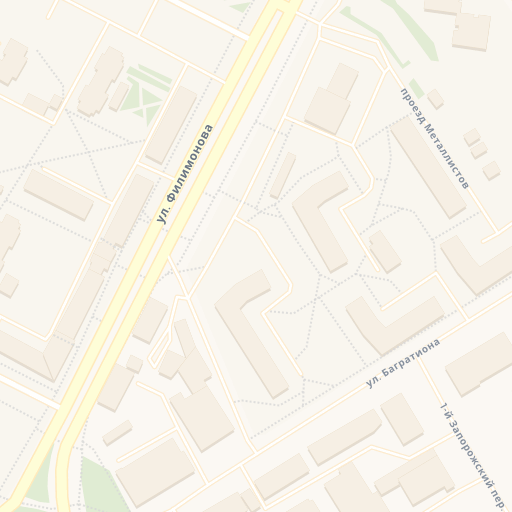 проезд Металлистов
ул. Филимонова
ул. Багратиона
1-й Запорожский пер.